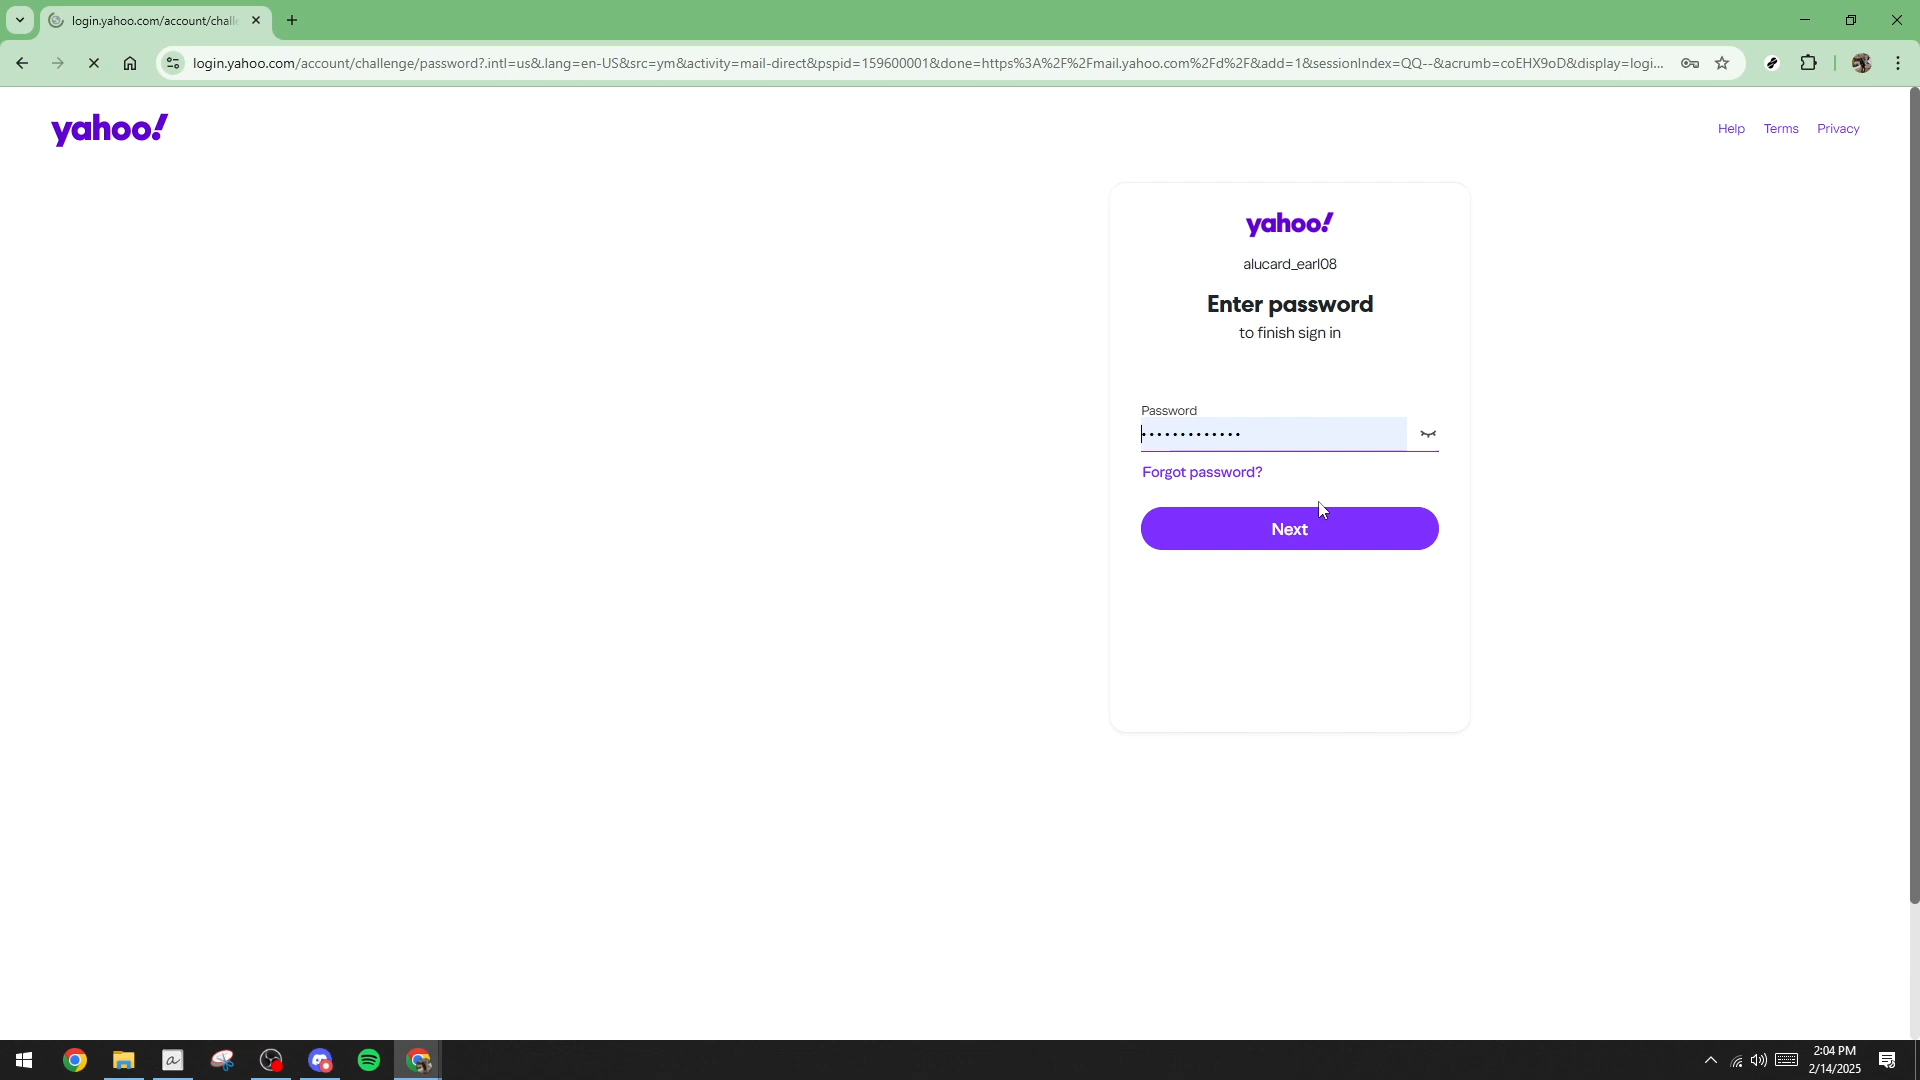 login.yahoo.com/account/chall
login.yahoo.com/account/challenge/password?.intl=us&.lang=en-US&src=ym&activity=mail-direct&pspid=159600001&done=https%3A%2F%2Fmail.yahoo.com%2Fd%2F&add=1&sessionIndex=QQ--&acrumb=coEHX9oD&display=logi...
yahoo!
Help Terms Privacy
yahoo!
alucard_earl08
Enter password
to finish sign in
Password
Forgot password?
Next
2:04 PM
2/14/2025